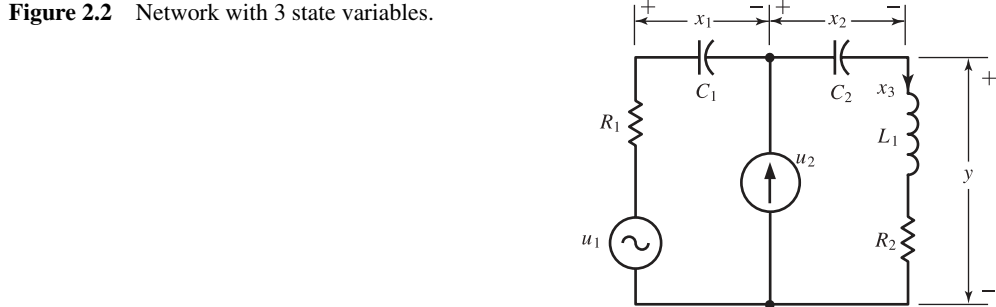 Figure 2.2 Network with 3 state variables.
+ x₁ − + x₂ −
C₁ C₂ x₃ +
R₁ L₁
u₂ y
u₁ R₂
−